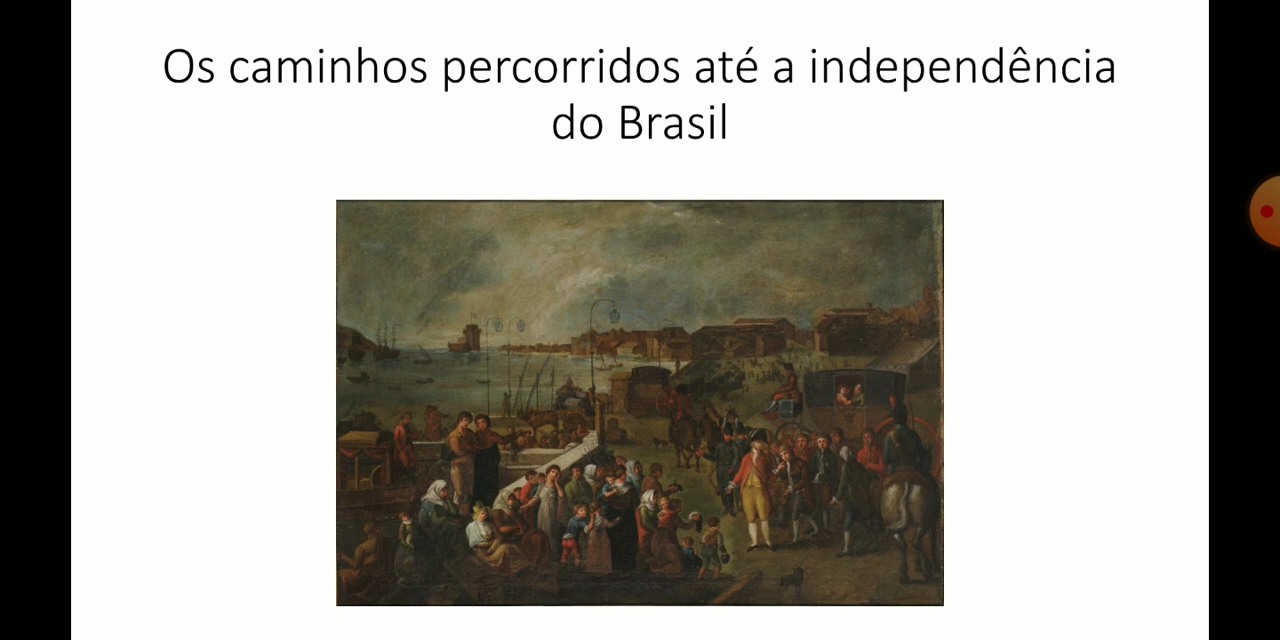 Os caminhos percorridos até a independência
do Brasil